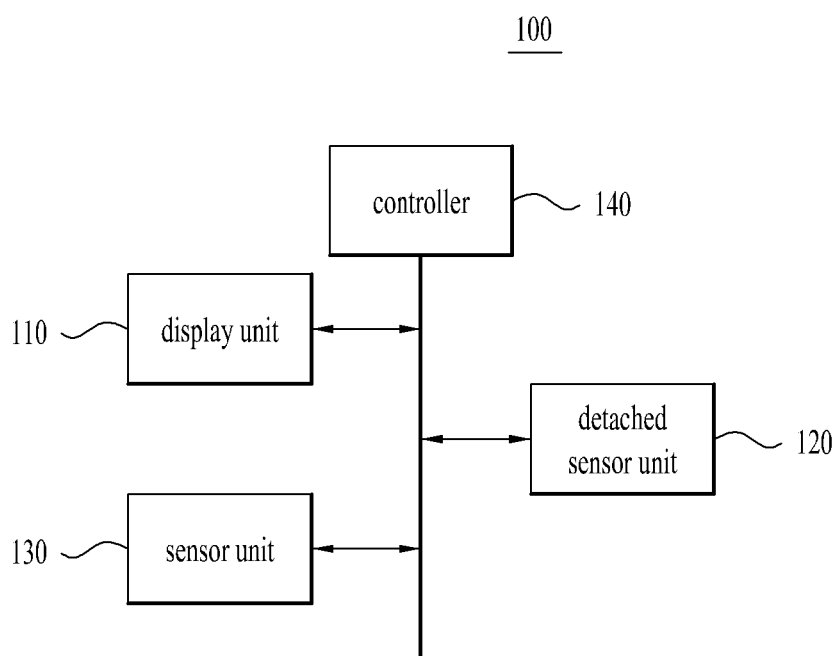 100
controller
140
110
display unit
detached
sensor unit
120
130
sensor unit